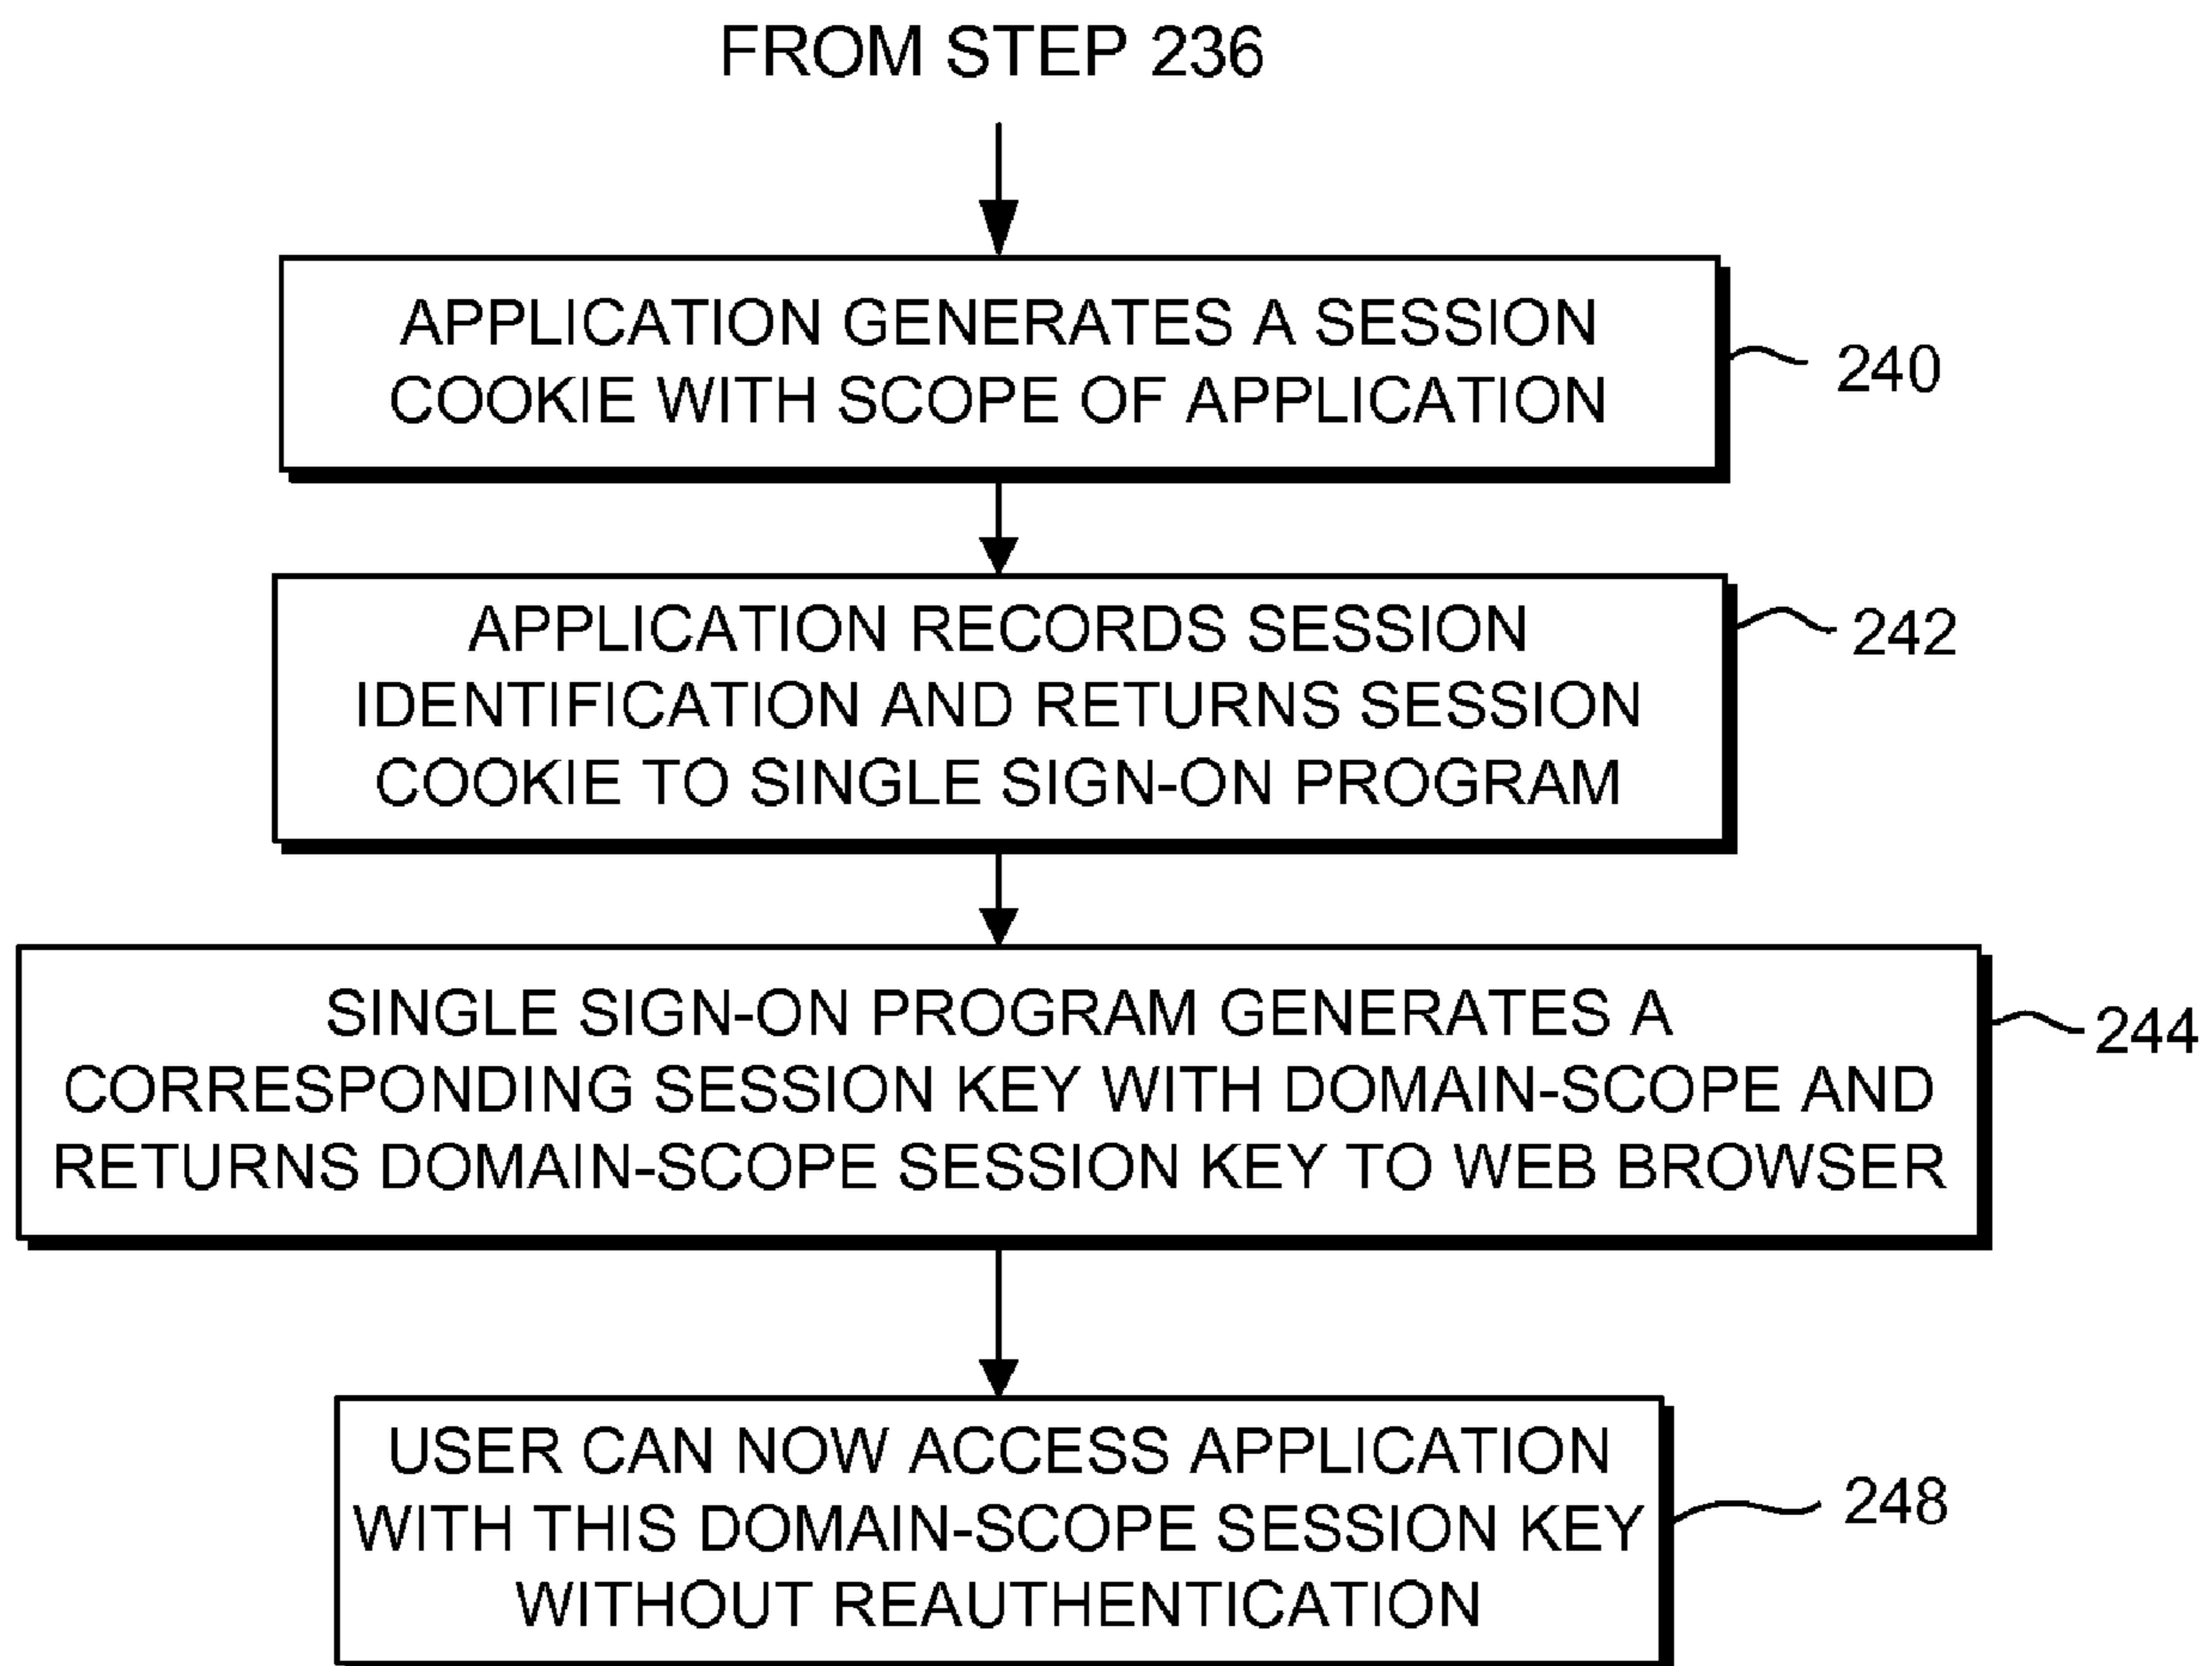 FROM STEP 236
APPLICATION GENERATES A SESSION
COOKIE WITH SCOPE OF APPLICATION
240
APPLICATION RECORDS SESSION
IDENTIFICATION AND RETURNS SESSION
COOKIE TO SINGLE SIGN-ON PROGRAM
242
SINGLE SIGN-ON PROGRAM GENERATES A
CORRESPONDING SESSION KEY WITH DOMAIN-SCOPE AND
RETURNS DOMAIN-SCOPE SESSION KEY TO WEB BROWSER
244
USER CAN NOW ACCESS APPLICATION
WITH THIS DOMAIN-SCOPE SESSION KEY
WITHOUT REAUTHENTICATION
248